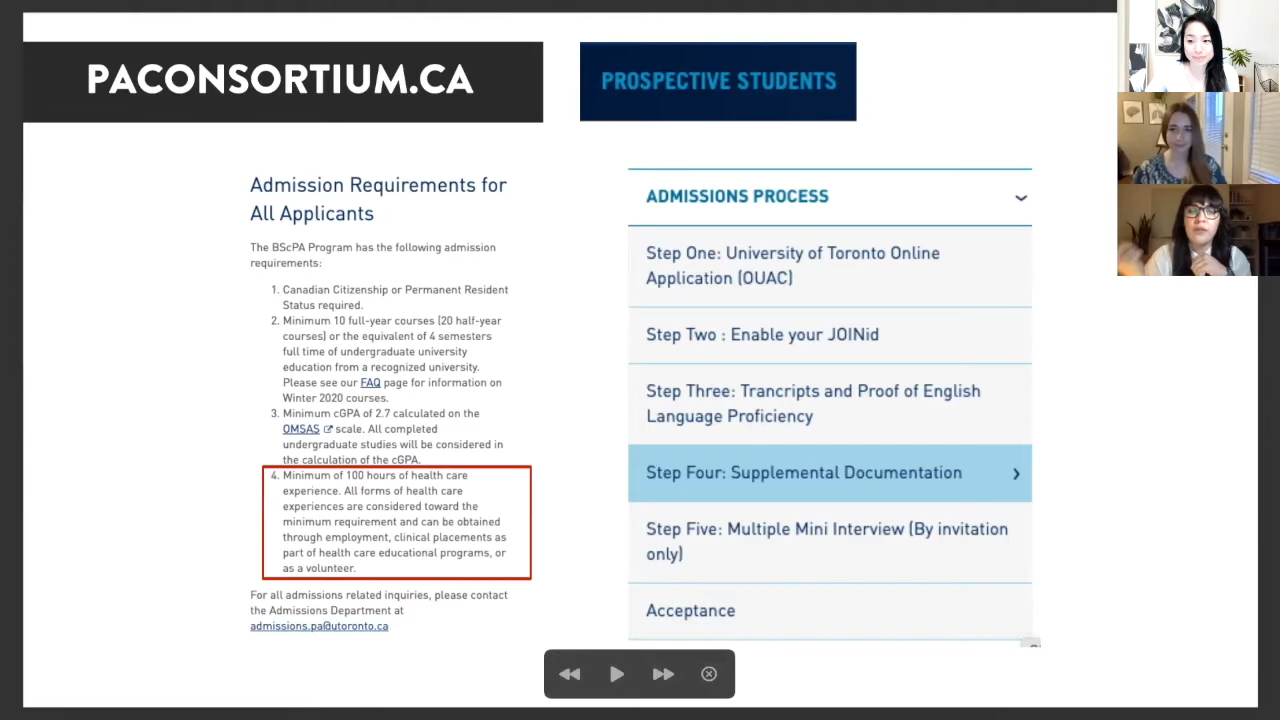 PACONSORTIUM.CA
PROSPECTIVE STUDENTS
Admission Requirements for
All Applicants
The BScPA Program has the following admission
requirements:
1. Canadian Citizenship or Permanent Resident
Status required.
2. Minimum 10 full-year courses (20 half-year
courses) or the equivalent of 4 semesters
full time of undergraduate university
education from a recognized university.
Please see our FAQ page for information on
Winter 2020 courses.
3. Minimum cGPA of 2.7 calculated on the
OMSAS scale. All completed
undergraduate studies will be considered in
the calculation of the cGPA.
4. Minimum of 100 hours of health care
experience. All forms of health care
experiences are considered toward the
minimum requirement and can be obtained
through employment, clinical placements as
part of health care educational programs, or
as a volunteer.
For all admissions related inquiries, please contact
the Admissions Department at
admissions.pa@utoronto.ca
ADMISSIONS PROCESS
Step One: University of Toronto Online
Application (OUAC)
Step Two : Enable your JOINid
Step Three: Trancripts and Proof of English
Language Proficiency
Step Four: Supplemental Documentation
Step Five: Multiple Mini Interview (By invitation
only)
Acceptance